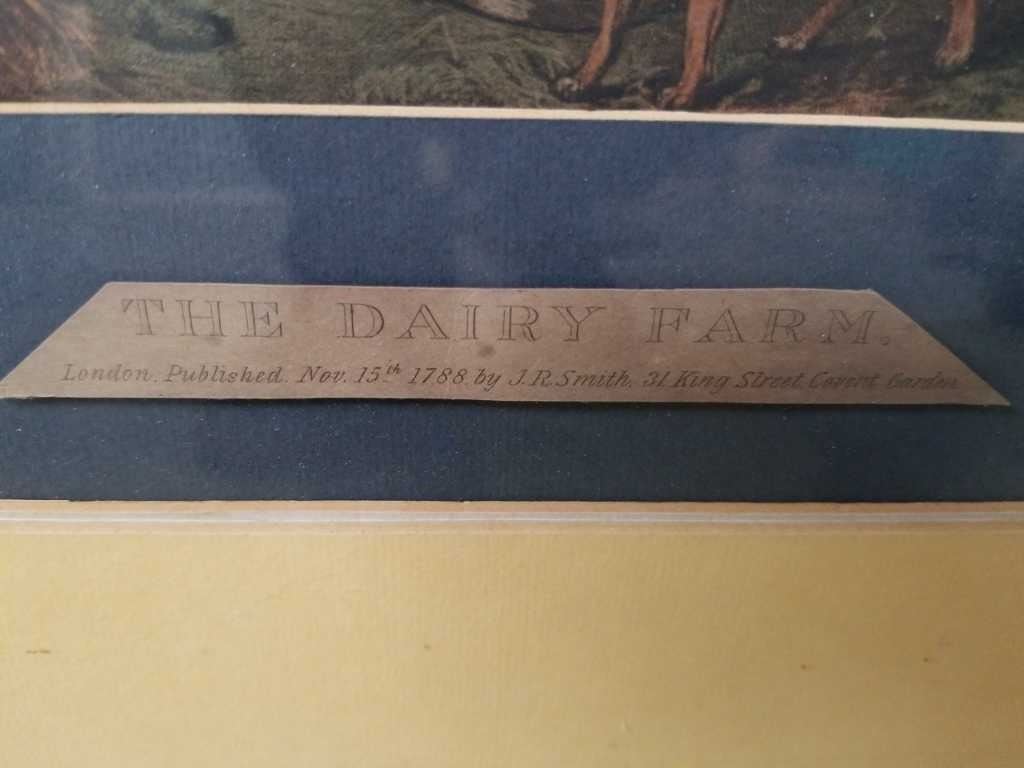 THE DAIRY FARM.
London. Published. Nov. 15th 1788 by J.R. Smith. 31 King Street Covent Garden